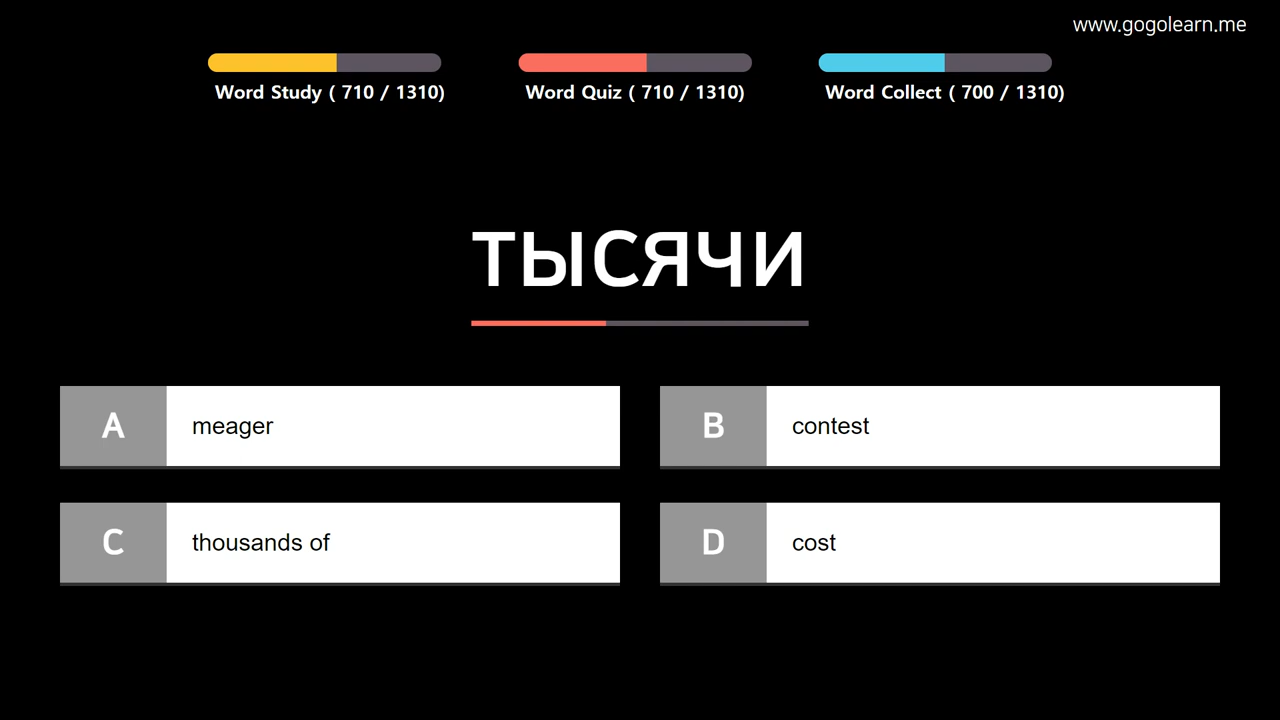 www.gogolearn.me
Word Study ( 710 / 1310)
Word Quiz ( 710 / 1310)
Word Collect ( 700 / 1310)
ТЫСЯЧИ
A meager
B contest
C thousands of
D cost